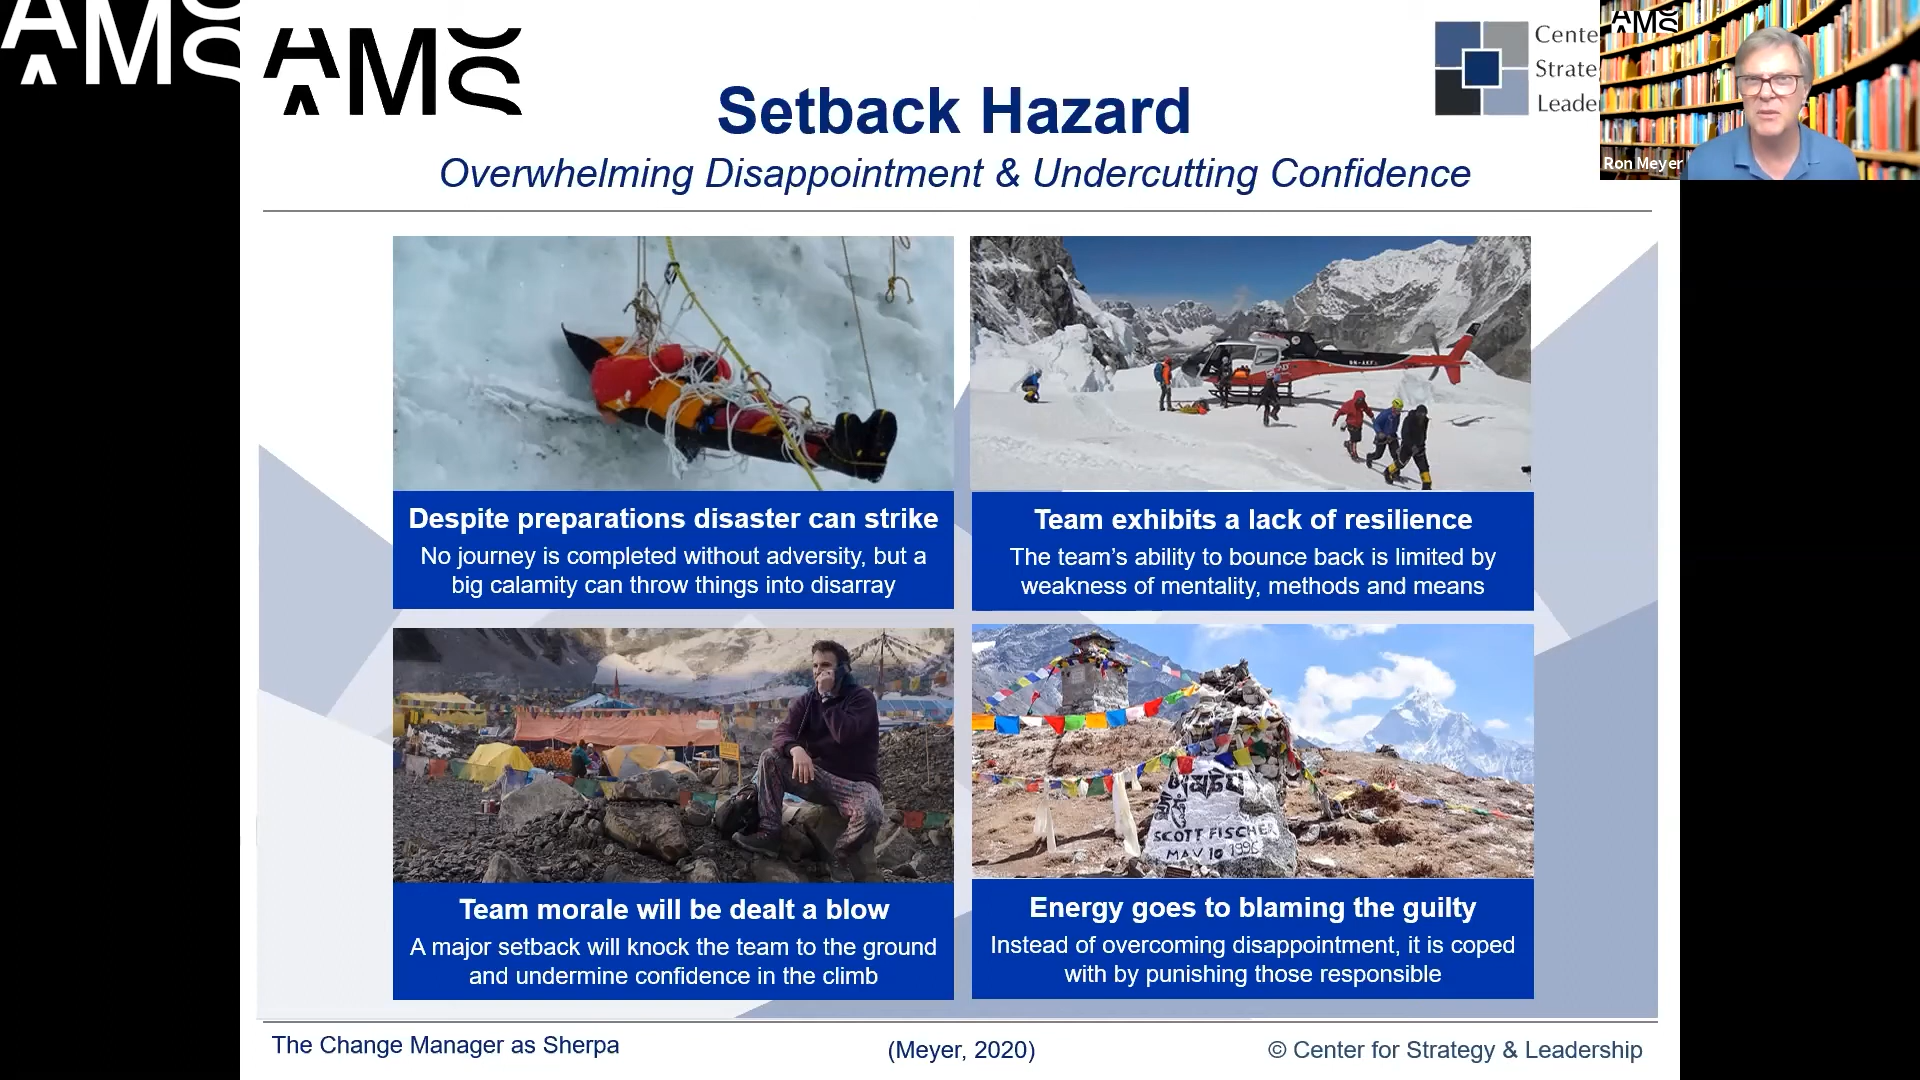 AMS
AMS
Setback Hazard
Overwhelming Disappointment & Undercutting Confidence
Cente
Strate
Leade
AMS
Ron Meyer
Despite preparations disaster can strike
No journey is completed without adversity, but a
big calamity can throw things into disarray
Team exhibits a lack of resilience
The team's ability to bounce back is limited by
weakness of mentality, methods and means
SCOTT FISCHER
MAY 10 1996
Team morale will be dealt a blow
A major setback will knock the team to the ground
and undermine confidence in the climb
Energy goes to blaming the guilty
Instead of overcoming disappointment, it is coped
with by punishing those responsible
The Change Manager as Sherpa
(Meyer, 2020)
© Center for Strategy & Leadership